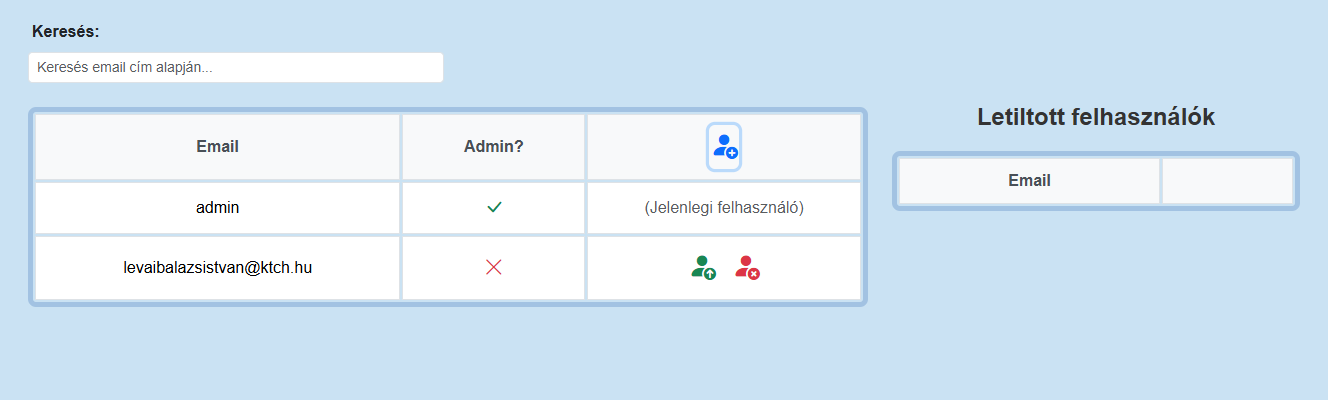 Keresés:
Keresés email cím alapján...
Email Admin?
admin (Jelenlegi felhasználó)
levaibalazsistvan@ktch.hu
Letiltott felhasználók
Email